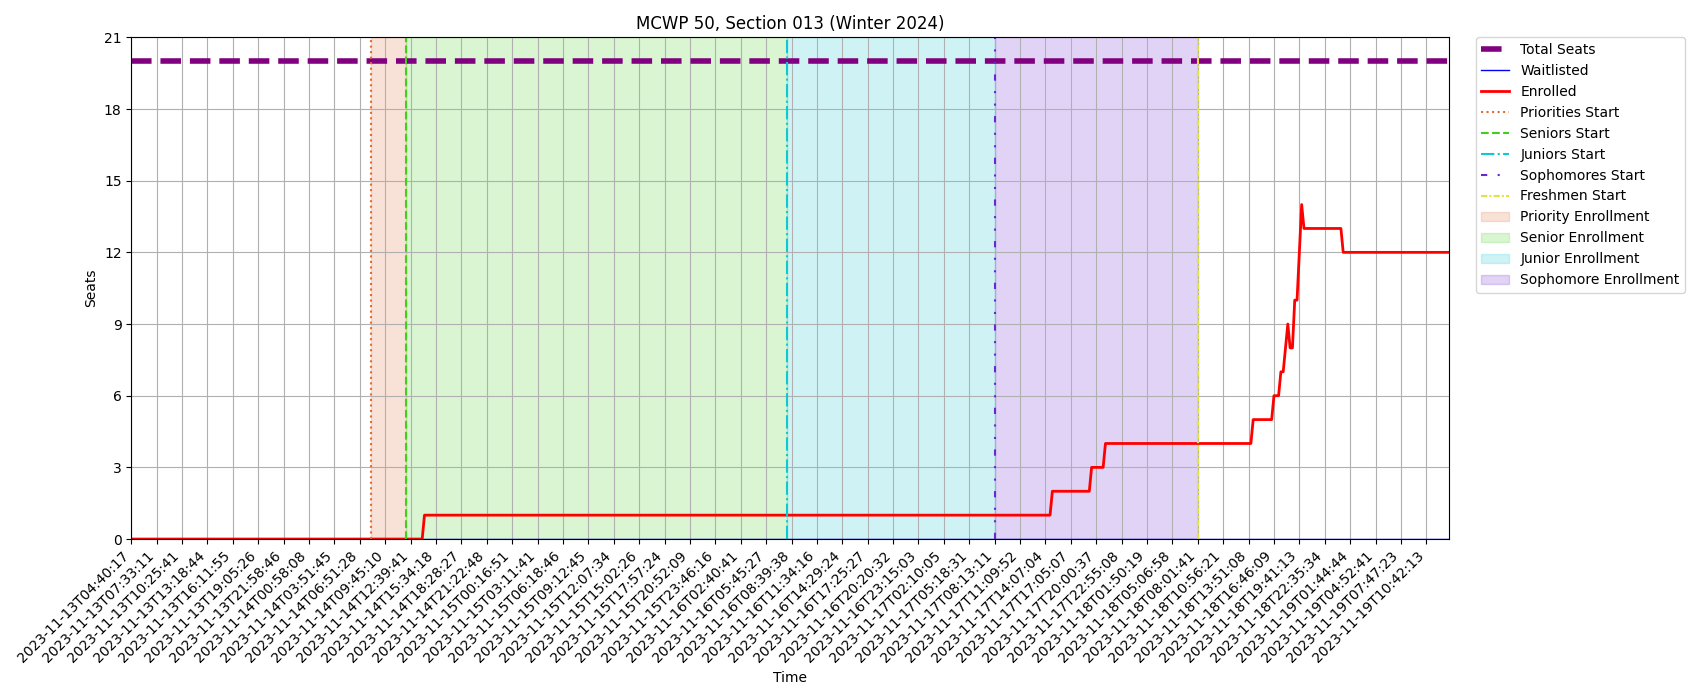 MCWP 50, Section 013 (Winter 2024)
21
18
15
12
9
6
3
0
Seats
2023-11-13T04:40:17
2023-11-13T07:33:11
2023-11-13T10:25:41
2023-11-13T13:18:44
2023-11-13T16:11:55
2023-11-13T19:05:26
2023-11-13T21:58:46
2023-11-14T00:58:08
2023-11-14T03:51:45
2023-11-14T06:51:28
2023-11-14T09:45:10
2023-11-14T12:39:41
2023-11-14T15:34:18
2023-11-14T18:28:27
2023-11-14T21:22:48
2023-11-15T00:16:51
2023-11-15T03:11:41
2023-11-15T06:18:46
2023-11-15T09:12:45
2023-11-15T12:07:34
2023-11-15T15:02:26
2023-11-15T17:57:24
2023-11-15T20:52:09
2023-11-15T23:46:16
2023-11-16T02:40:41
2023-11-16T05:45:27
2023-11-16T08:39:38
2023-11-16T11:34:16
2023-11-16T14:29:24
2023-11-16T17:25:27
2023-11-16T20:20:32
2023-11-16T23:15:03
2023-11-17T02:10:05
2023-11-17T05:18:31
2023-11-17T08:13:11
2023-11-17T11:09:52
2023-11-17T14:07:04
2023-11-17T17:05:07
2023-11-17T20:00:37
2023-11-17T22:55:08
2023-11-18T01:50:19
2023-11-18T05:06:58
2023-11-18T08:01:41
2023-11-18T10:56:21
2023-11-18T13:51:08
2023-11-18T16:46:09
2023-11-18T19:41:13
2023-11-18T22:35:34
2023-11-19T01:44:44
2023-11-19T04:52:41
2023-11-19T07:47:23
2023-11-19T10:42:13
Time
Total Seats
Waitlisted
Enrolled
Priorities Start
Seniors Start
Juniors Start
Sophomores Start
Freshmen Start
Priority Enrollment
Senior Enrollment
Junior Enrollment
Sophomore Enrollment